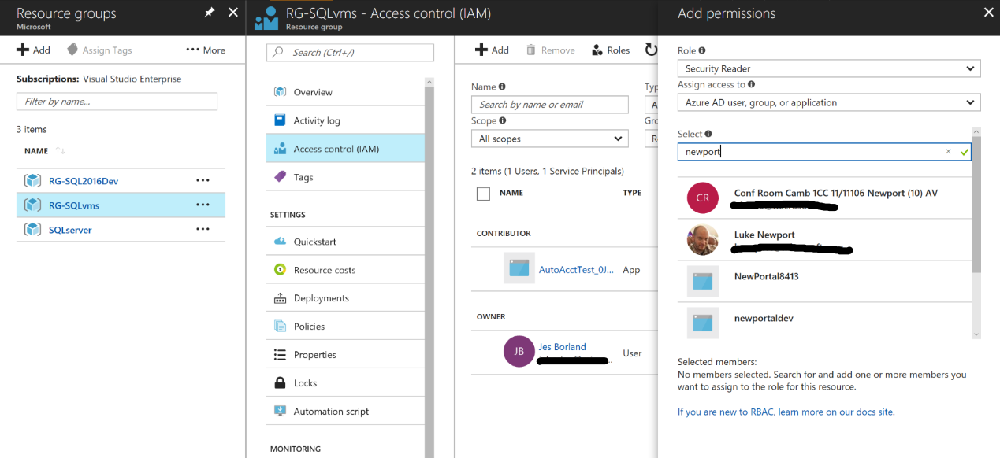 Resource groups
Microsoft
Add
Assign Tags
More
Subscriptions: Visual Studio Enterprise
Filter by name...
3 items
NAME
RG-SQL2016Dev
RG-SQLvms
SQLserver
RG-SQLvms - Access control (IAM)
Resource group
Search (Ctrl+/)
Overview
Activity log
Access control (IAM)
Tags
SETTINGS
Quickstart
Resource costs
Deployments
Policies
Properties
Locks
Automation script
MONITORING
Add
Remove
Roles
Name
Search by name or email
Scope
All scopes
2 items (1 Users, 1 Service Principals)
NAME
TYPE
CONTRIBUTOR
AutoAcctTest_0J...
App
OWNER
JB
Jes Borland
User
Add permissions
Role
Security Reader
Assign access to
Azure AD user, group, or application
Select
newport
CR
Conf Room Camb 1CC 11/11106 Newport (10) AV
Luke Newport
NewPortal8413
newportaldev
Selected members:
No members selected. Search for and add one or more members you
want to assign to the role for this resource.
If you are new to RBAC, learn more on our docs site.